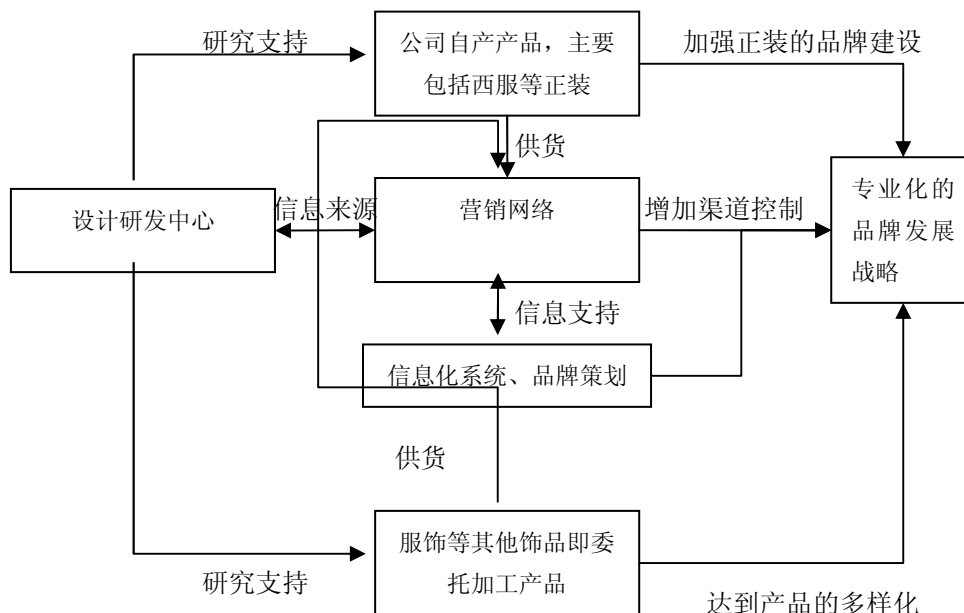 研究支持
公司自产产品，主要
包括西服等正装
加强正装的品牌建设
供货
设计研发中心
信息来源
营销网络
增加渠道控制
专业化的
品牌发展
战略
信息支持
信息化系统、品牌策划
供货
服饰等其他饰品即委
托加工产品
研究支持
达到产品的多样化